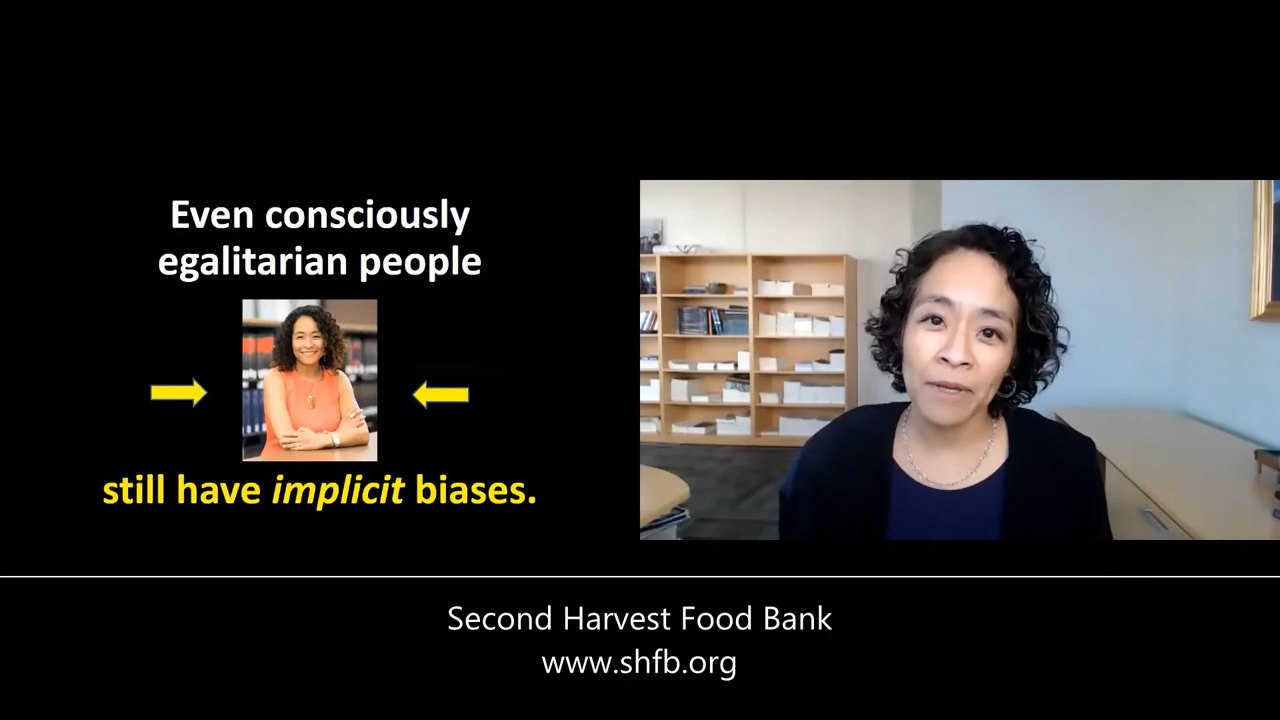 Even consciously
egalitarian people
still have implicit biases.
Second Harvest Food Bank
www.shfb.org